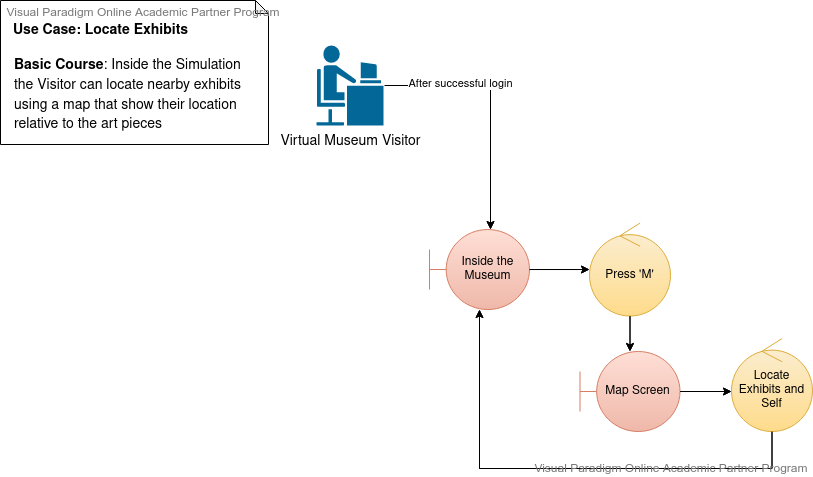 Visual Paradigm Online Academic Partner Program
Use Case: Locate Exhibits
Basic Course: Inside the Simulation
the Visitor can locate nearby exhibits
using a map that show their location
relative to the art pieces
After successful login
Virtual Museum Visitor
Inside the
Museum
Press 'M'
Map Screen
Locate
Exhibits and
Self
Visual Paradigm Online Academic Partner Program